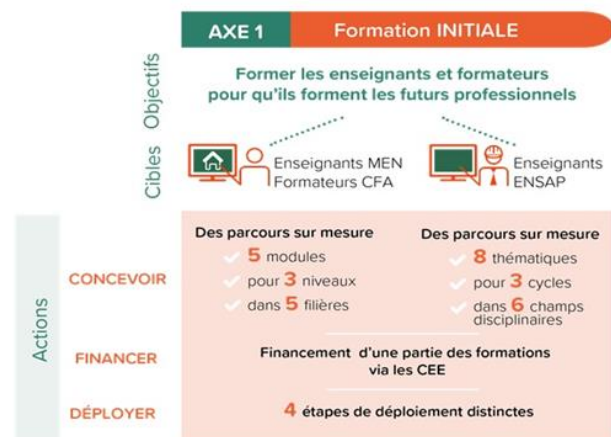 AXE 1 Formation INITIALE
Objectifs
Former les enseignants et formateurs
pour qu'ils forment les futurs professionnels
Cibles
Enseignants MEN
Formateurs CFA
Enseignants
ENSAP
Actions
CONCEVOIR
Des parcours sur mesure
5 modules
pour 3 niveaux
dans 5 filières
Des parcours sur mesure
8 thématiques
pour 3 cycles
dans 6 champs
disciplinaires
FINANCER
Financement d'une partie des formations
via les CEE
DÉPLOYER
4 étapes de déploiement distinctes